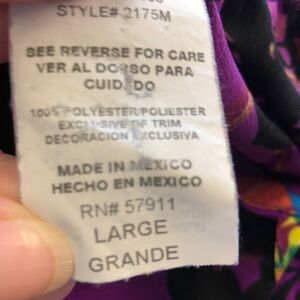 STYLE# 2175M
SEE REVERSE FOR CARE
VER AL DORSO PARA
CUIDADO
100% POLYESTER/POLIESTER
EXCLUSIVE OF TRIM
DECORACION EXCLUSIVA
MADE IN MEXICO
HECHO EN MEXICO
RN# 57911
LARGE
GRANDE